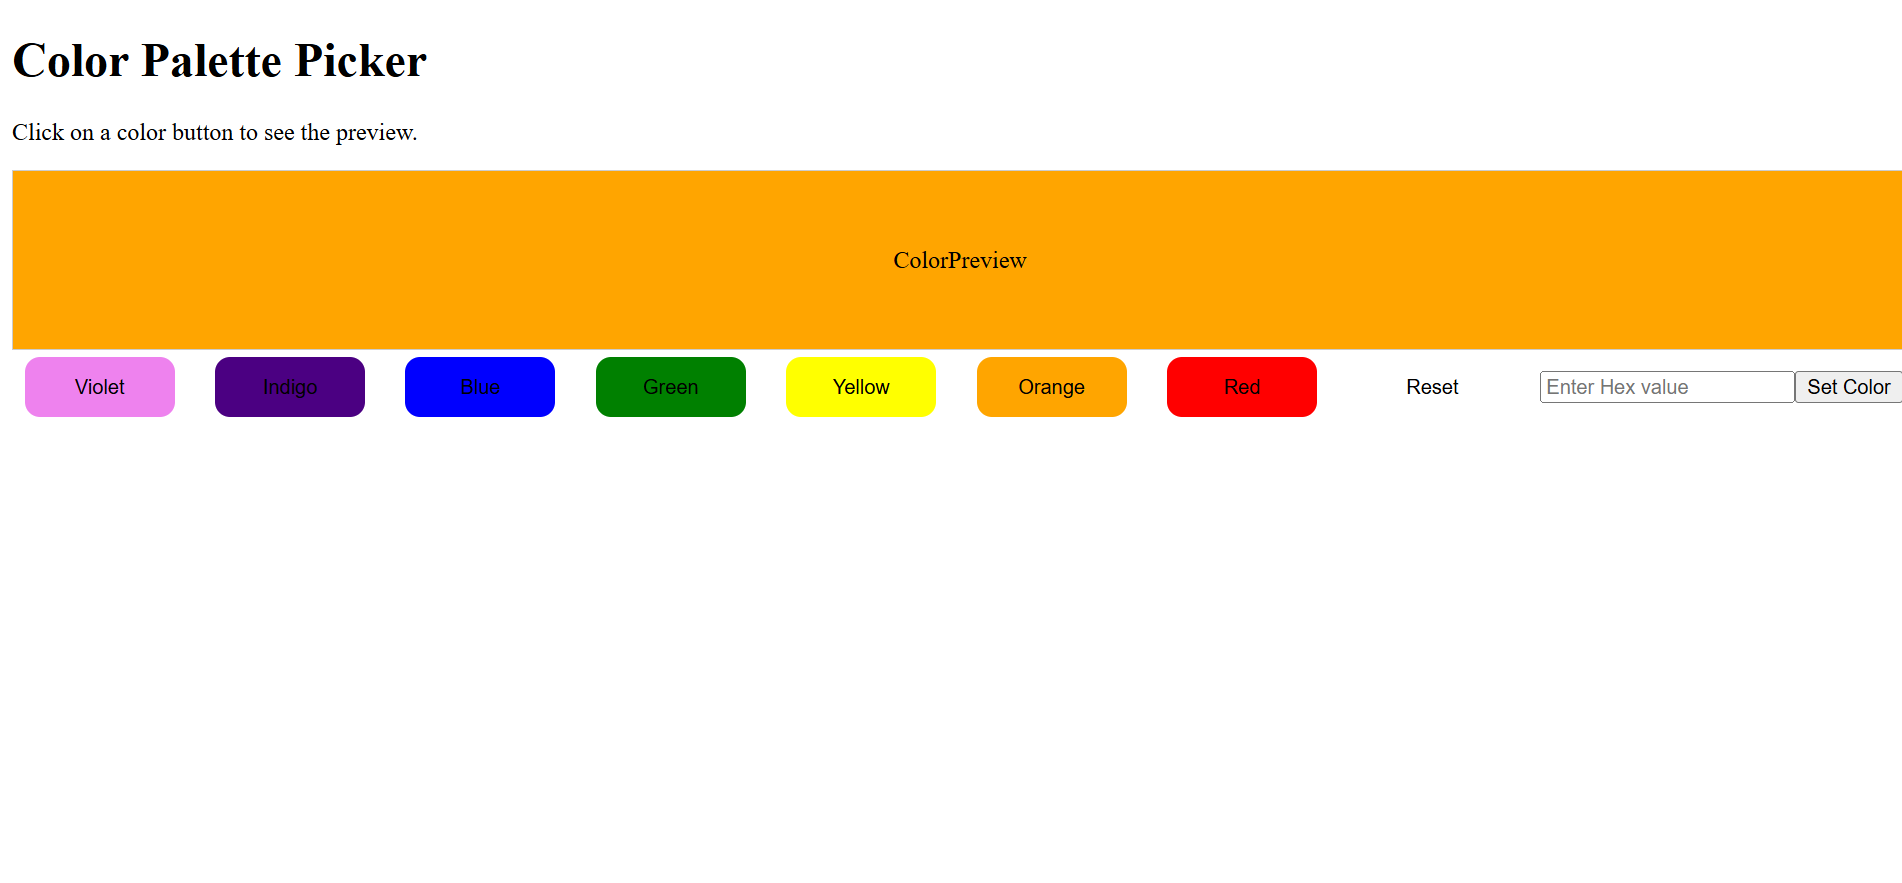 Color Palette Picker
Click on a color button to see the preview.
ColorPreview
Violet Indigo Blue Green Yellow Orange Red Reset Enter Hex value Set Color